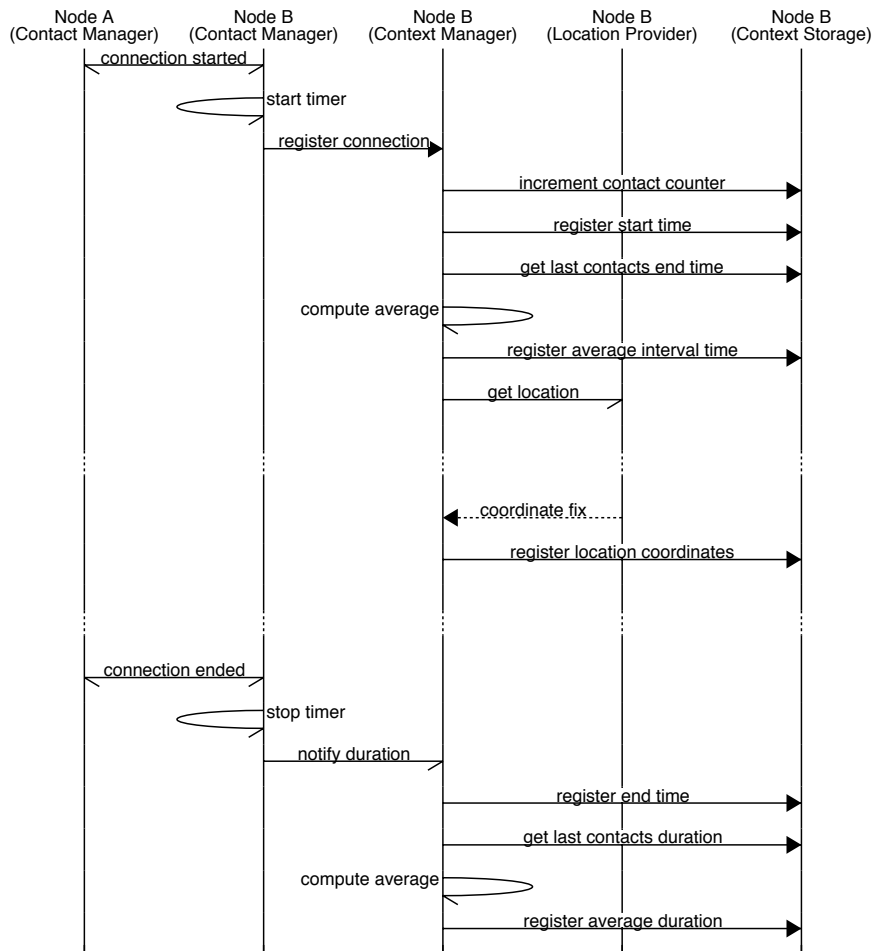 Node A
(Contact Manager)
Node B
(Contact Manager)
Node B
(Context Manager)
Node B
(Location Provider)
Node B
(Context Storage)
connection started
start timer
register connection
increment contact counter
register start time
get last contacts end time
compute average
register average interval time
get location
coordinate fix
register location coordinates
connection ended
stop timer
notify duration
register end time
get last contacts duration
compute average
register average duration